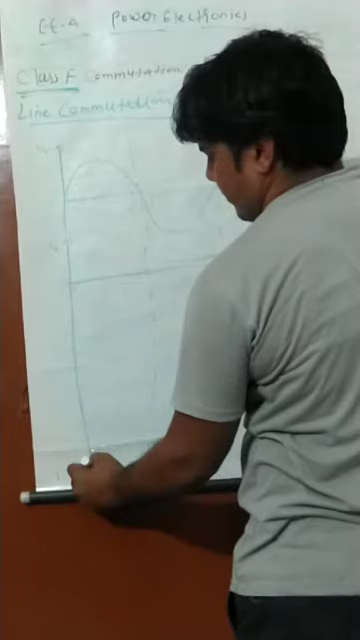 EE-A Power Electronics
Class F Commutation
Line Commutation